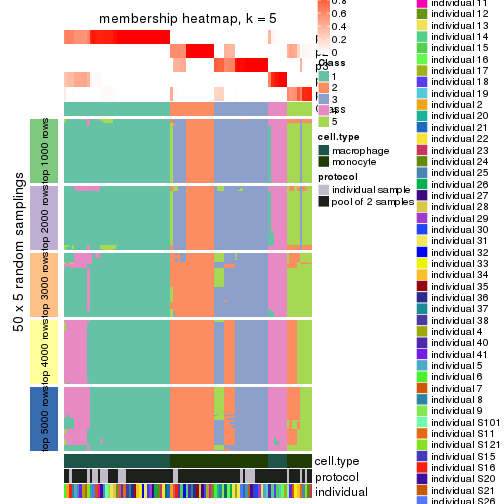 membership heatmap, k = 5
50 x 5 random samplings
top 1000 rows
top 2000 rows
top 3000 rows
top 4000 rows
top 5000 rows
cell.type
protocol
individual
0.8
0.6
0.4
0.2
0
Class
1
2
3
4
5
cell.type
macrophage
monocyte
protocol
individual sample
pool of 2 samples
individual 11
individual 12
individual 13
individual 14
individual 15
individual 16
individual 17
individual 18
individual 19
individual 2
individual 20
individual 21
individual 22
individual 23
individual 24
individual 25
individual 26
individual 27
individual 28
individual 29
individual 30
individual 31
individual 32
individual 33
individual 34
individual 35
individual 36
individual 37
individual 38
individual 4
individual 40
individual 41
individual 5
individual 6
individual 7
individual 8
individual 9
individual S101
individual S11
individual S121
individual S15
individual S16
individual S20
individual S22
individual S26